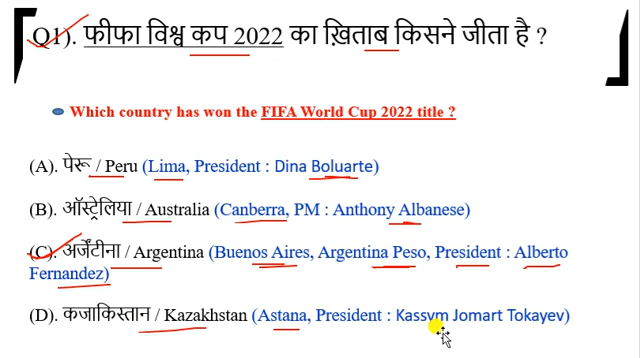 Q1). फीफा विश्व कप 2022 का ख़िताब किसने जीता है ?
Which country has won the FIFA World Cup 2022 title ?
(A). पेरू / Peru (Lima, President : Dina Boluarte)
(B). ऑस्ट्रेलिया / Australia (Canberra, PM : Anthony Albanese)
(C). अर्जेंटीना / Argentina (Buenos Aires, Argentina Peso, President : Alberto
Fernandez)
(D). कजाकिस्तान / Kazakhstan (Astana, President : Kassym Jomart Tokayev)